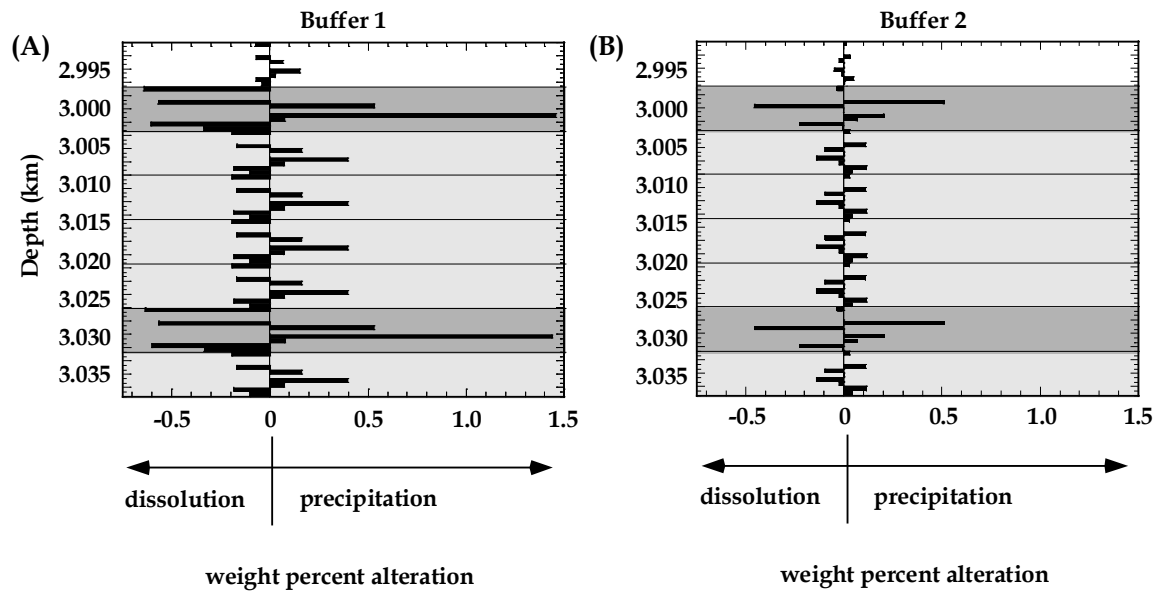 Buffer 1
(A)
Depth (km)
2.995
3.000
3.005
3.010
3.015
3.020
3.025
3.030
3.035
-0.5 0 0.5 1.0 1.5
dissolution precipitation
weight percent alteration
Buffer 2
(B)
2.995
3.000
3.005
3.010
3.015
3.020
3.025
3.030
3.035
-0.5 0 0.5 1.0 1.5
dissolution precipitation
weight percent alteration